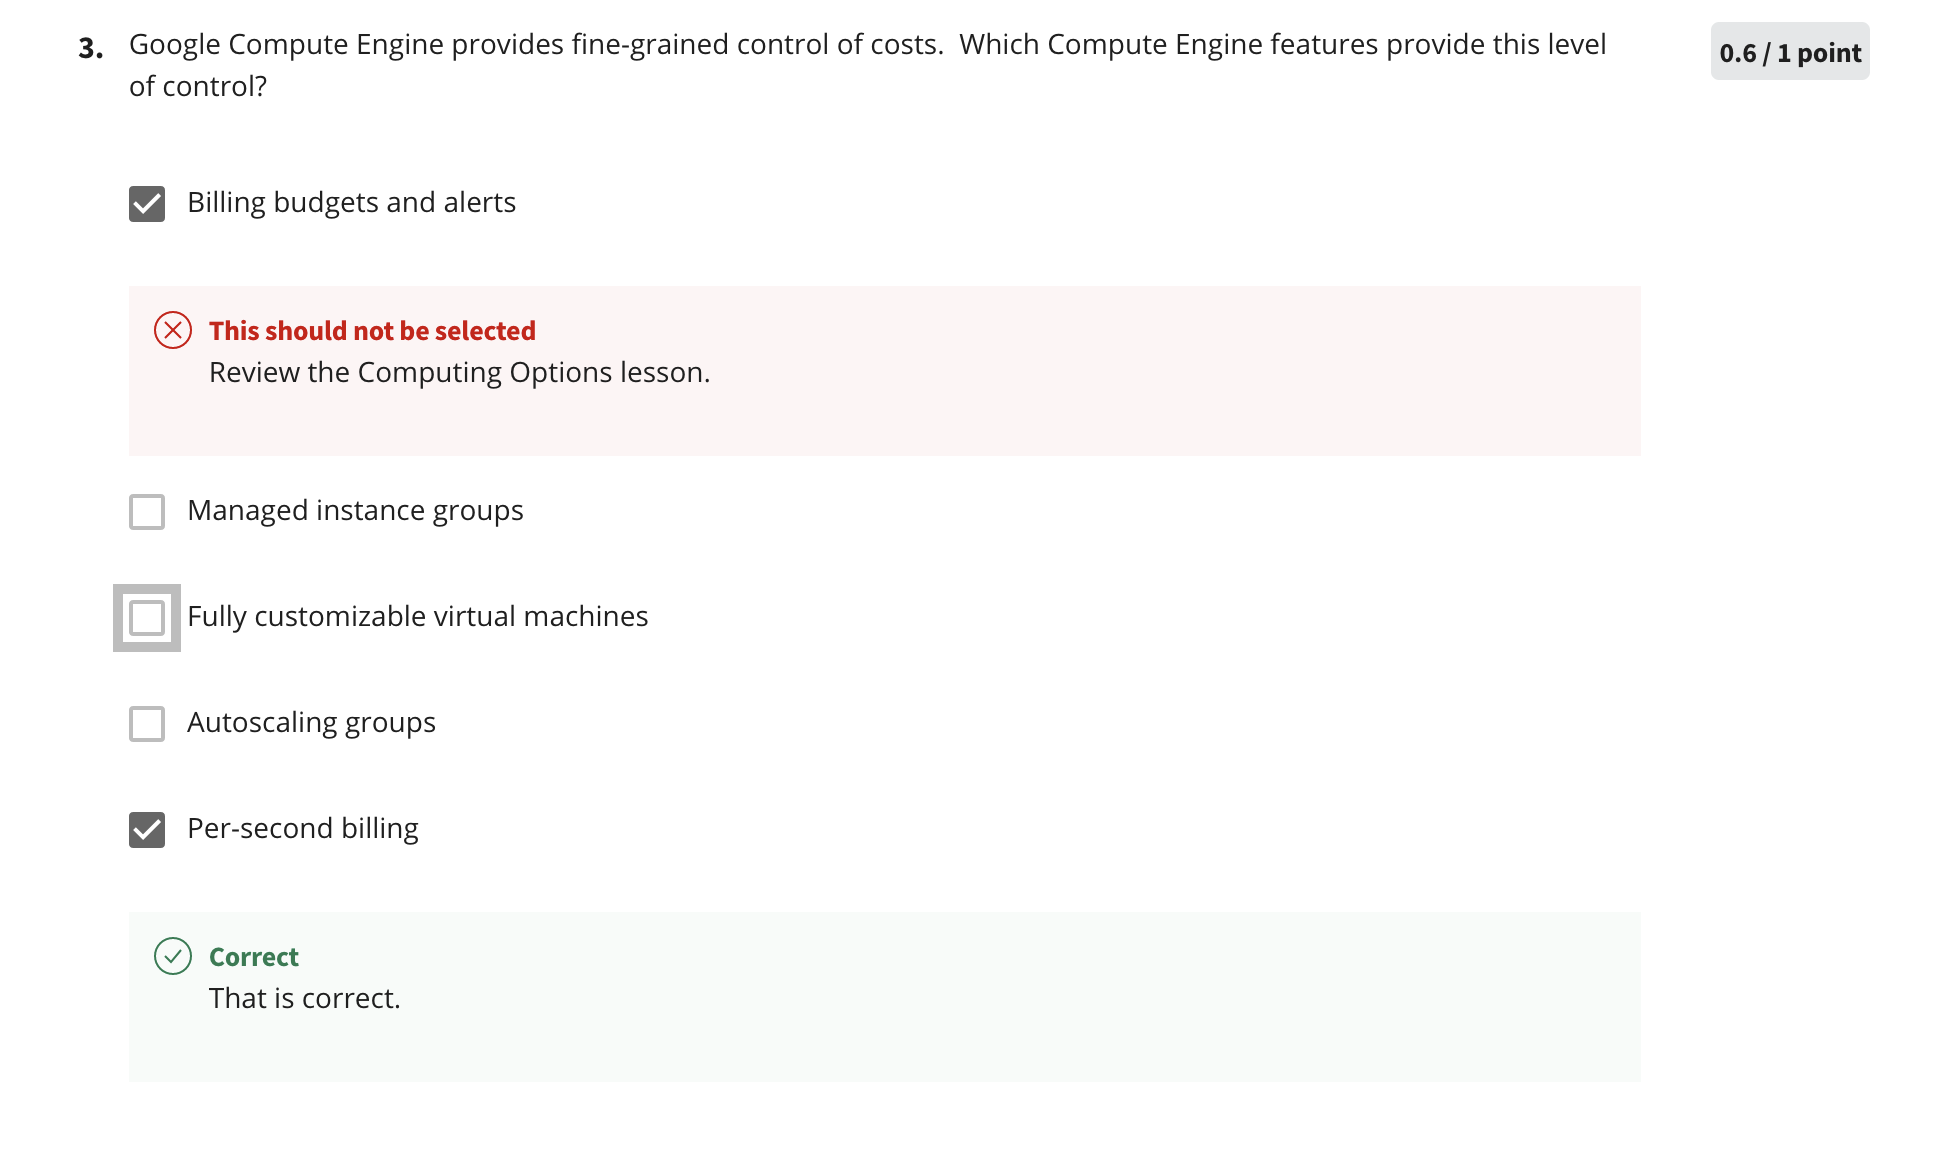 3. Google Compute Engine provides fine-grained control of costs.  Which Compute Engine features provide this level
of control?
0.6 / 1 point
Billing budgets and alerts
This should not be selected
Review the Computing Options lesson.
Managed instance groups
Fully customizable virtual machines
Autoscaling groups
Per-second billing
Correct
That is correct.